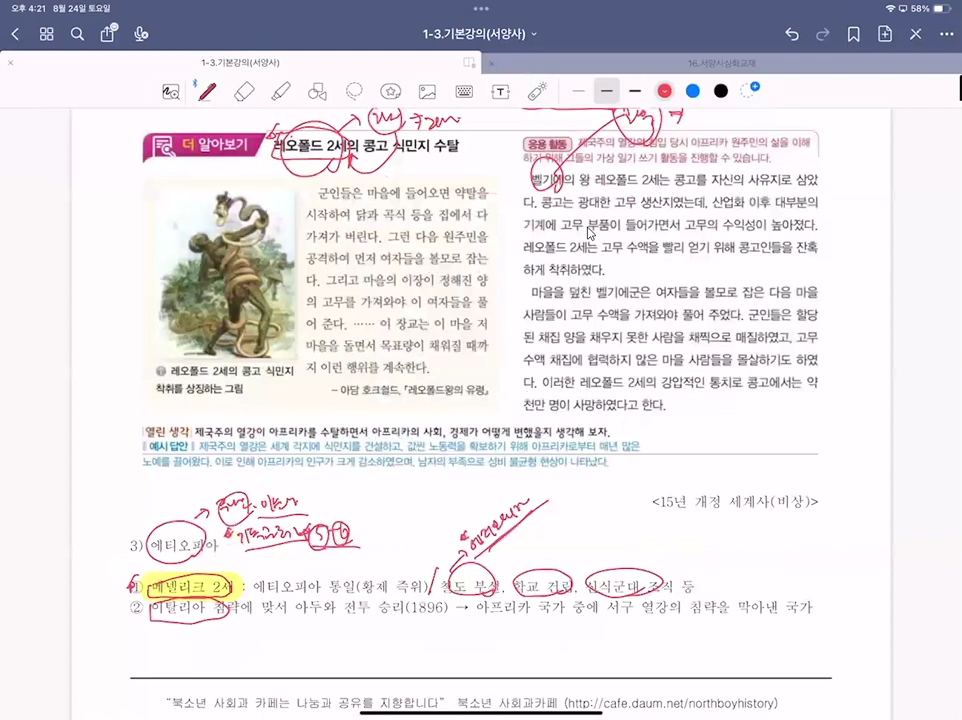 오후 4:21 8월 24일 토요일
58%
1-3.기본강의(서양사)
1-3.기본강의(서양사)
16.서양사심화교재
더 알아보기
레오폴드 2세의 콩고 식민지 수탈
군인들은 마을에 들어오면 약탈을
시작하여 닭과 곡식 등을 집에서 다
가져가 버린다. 그런 다음 원주민을
공격하여 먼저 여자들을 볼모로 잡는
다. 그리고 마을의 이장이 정해진 양
의 고무를 가져와야 이 여자들을 풀
어 준다. …… 이 장교는 이 마을 저
마을을 돌면서 목표량이 채워질 때까
지 이런 행위를 계속한다.
– 아담 호크쉴드, 「레오폴드왕의 유령」
레오폴드 2세의 콩고 식민지
착취를 상징하는 그림
응용 활동 제국주의 열강의 침입 당시 아프리카 원주민의 삶을 이해
하기 위해 그들의 가상 일기 쓰기 활동을 진행할 수 있습니다.
벨기에의 왕 레오폴드 2세는 콩고를 자신의 사유지로 삼았
다. 콩고는 광대한 고무 생산지였는데, 산업화 이후 대부분의
기계에 고무 부품이 들어가면서 고무의 수익성이 높아졌다.
레오폴드 2세는 고무 수액을 빨리 얻기 위해 콩고인들을 잔혹
하게 착취하였다.
마을을 덮친 벨기에군은 여자들을 볼모로 잡은 다음 마을
사람들이 고무 수액을 가져와야 풀어 주었다. 군인들은 할당
된 채집 양을 채우지 못한 사람을 채찍으로 매질하였고, 고무
수액 채집에 협력하지 않은 마을 사람들을 몰살하기도 하였
다. 이러한 레오폴드 2세의 강압적인 통치로 콩고에서는 약
천만 명이 사망하였다고 한다.
열린 생각 제국주의 열강이 아프리카를 수탈하면서 아프리카의 사회, 경제가 어떻게 변했을지 생각해 보자.
예시 답안 제국주의 열강은 세계 각지에 식민지를 건설하고, 값싼 노동력을 확보하기 위해 아프리카로부터 매년 많은
노예를 끌어왔다. 이로 인해 아프리카의 인구가 크게 감소하였으며, 남자의 부족으로 성비 불균형 현상이 나타났다.
<15년 개정 세계사(비상)>
3) 에티오피아
① 메넬리크 2세 : 에티오피아 통일(황제 즉위) 철도 부설, 학교 건립, 신식군대 조직 등
② 이탈리아 침략에 맞서 아두와 전투 승리(1896) → 아프리카 국가 중에 서구 열강의 침략을 막아낸 국가
"북소년 사회과 카페는 나눔과 공유를 지향합니다" 북소년 사회과카페 (http://cafe.daum.net/northboyhistory)